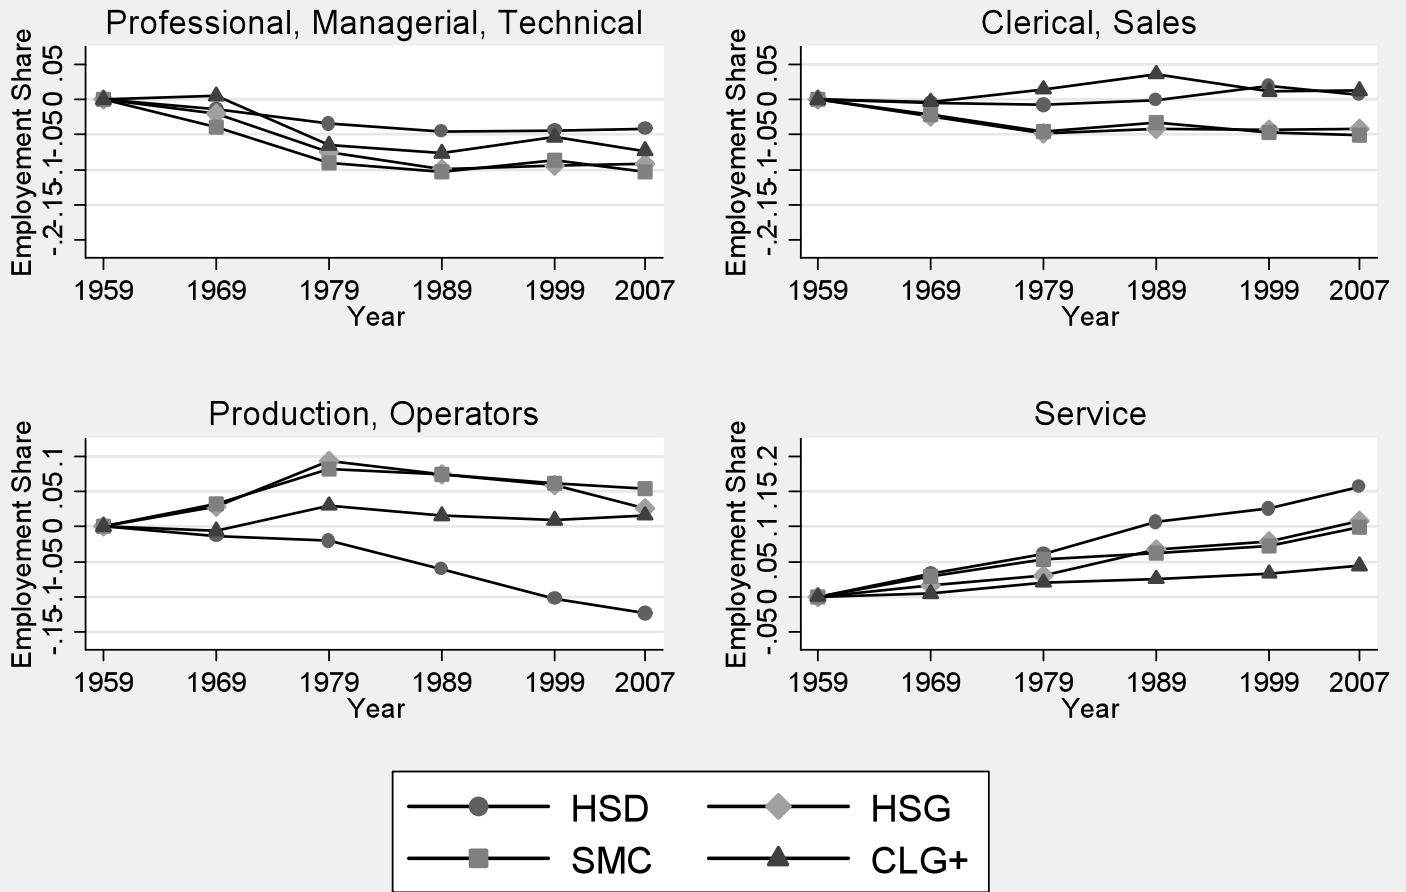 Professional, Managerial, Technical
Employement Share
.05
0
-.05
-.1
-.15
-.2
1959 1969 1979 1989 1999 2007
Year
Clerical, Sales
Employement Share
.05
0
-.05
-.1
-.15
-.2
1959 1969 1979 1989 1999 2007
Year
Production, Operators
Employement Share
.1
.05
0
-.05
-.1
-.15
1959 1969 1979 1989 1999 2007
Year
Service
Employement Share
.2
.15
.1
.05
0
-.05
1959 1969 1979 1989 1999 2007
Year
HSD HSG
SMC CLG+